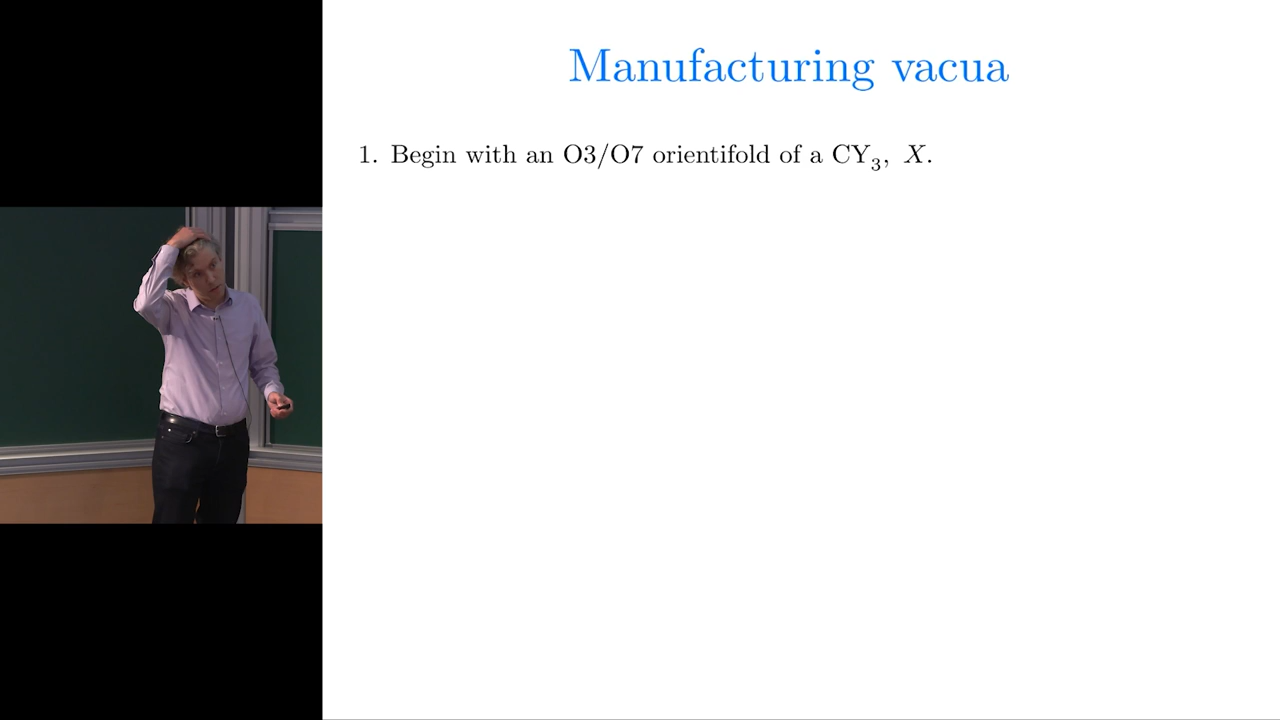 Manufacturing vacua
1. Begin with an O3/O7 orientifold of a CY₃, X.